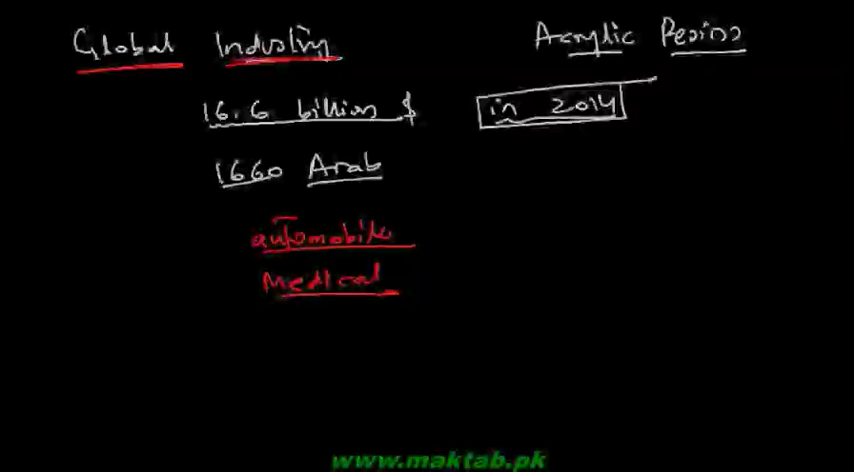 Global Industry Acrylic Resins
16.6 billion $ in 2014
1660 Arab
automobile
Medical
www.maktab.pk